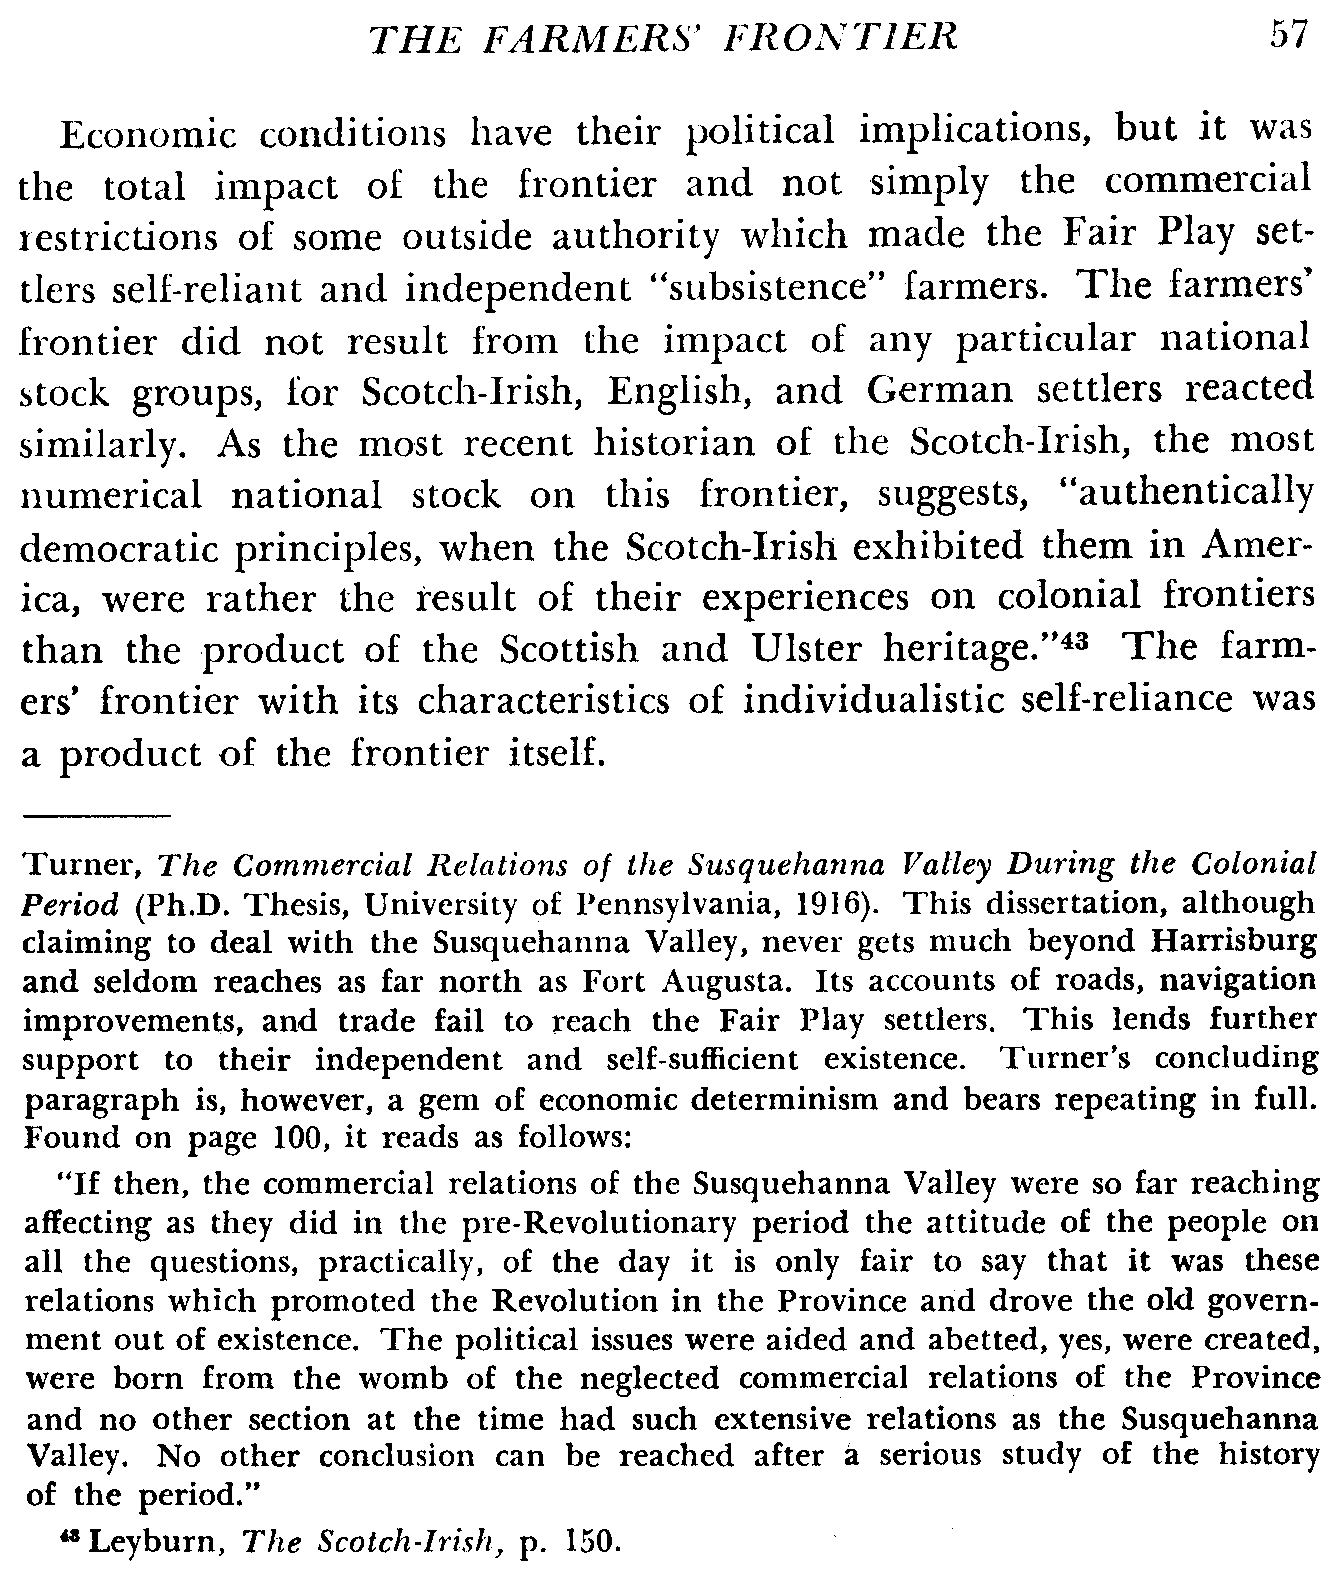 THE FARMERS' FRONTIER 57
Economic conditions have their political implications, but it was
the total impact of the frontier and not simply the commercial
restrictions of some outside authority which made the Fair Play set-
tlers self-reliant and independent “subsistence” farmers. The farmers'
frontier did not result from the impact of any particular national
stock groups, for Scotch-Irish, English, and German settlers reacted
similarly. As the most recent historian of the Scotch-Irish, the most
numerical national stock on this frontier, suggests, “authentically
democratic principles, when the Scotch-Irish exhibited them in Amer-
ica, were rather the result of their experiences on colonial frontiers
than the product of the Scottish and Ulster heritage.”⁴³ The farm-
ers' frontier with its characteristics of individualistic self-reliance was
a product of the frontier itself.
Turner, The Commercial Relations of the Susquehanna Valley During the Colonial
Period (Ph.D. Thesis, University of Pennsylvania, 1916). This dissertation, although
claiming to deal with the Susquehanna Valley, never gets much beyond Harrisburg
and seldom reaches as far north as Fort Augusta. Its accounts of roads, navigation
improvements, and trade fail to reach the Fair Play settlers. This lends further
support to their independent and self-sufficient existence. Turner's concluding
paragraph is, however, a gem of economic determinism and bears repeating in full.
Found on page 100, it reads as follows:
“If then, the commercial relations of the Susquehanna Valley were so far reaching
affecting as they did in the pre-Revolutionary period the attitude of the people on
all the questions, practically, of the day it is only fair to say that it was these
relations which promoted the Revolution in the Province and drove the old govern-
ment out of existence. The political issues were aided and abetted, yes, were created,
were born from the womb of the neglected commercial relations of the Province
and no other section at the time had such extensive relations as the Susquehanna
Valley. No other conclusion can be reached after a serious study of the history
of the period.”
⁴³ Leyburn, The Scotch-Irish, p. 150.